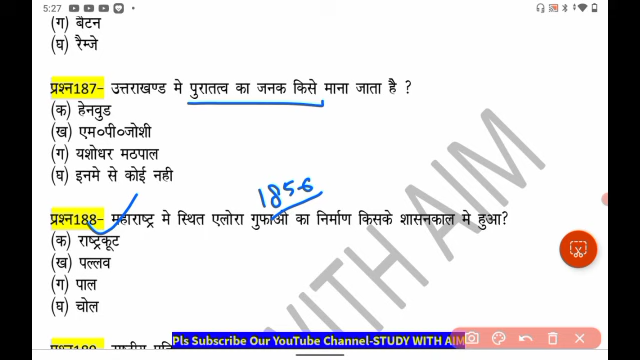 5:27
(ग) बैटन
(घ) रैम्जे
प्रश्न187- उत्तराखण्ड मे पुरातत्व का जनक किसे माना जाता है ?
(क) हेनवुड
(ख) एम०पी०जोशी
(ग) यशोधर मठपाल
(घ) इनमे से कोई नही
1856
प्रश्न188- महाराष्ट्र मे स्थित एलोरा गुफाओं का निर्माण किसके शासनकाल मे हुआ?
(क) राष्ट्रकूट
(ख) पल्लव
(ग) पाल
(घ) चोल
WITH AIM
Pls Subscribe Our YouTube Channel-STUDY WITH AIM